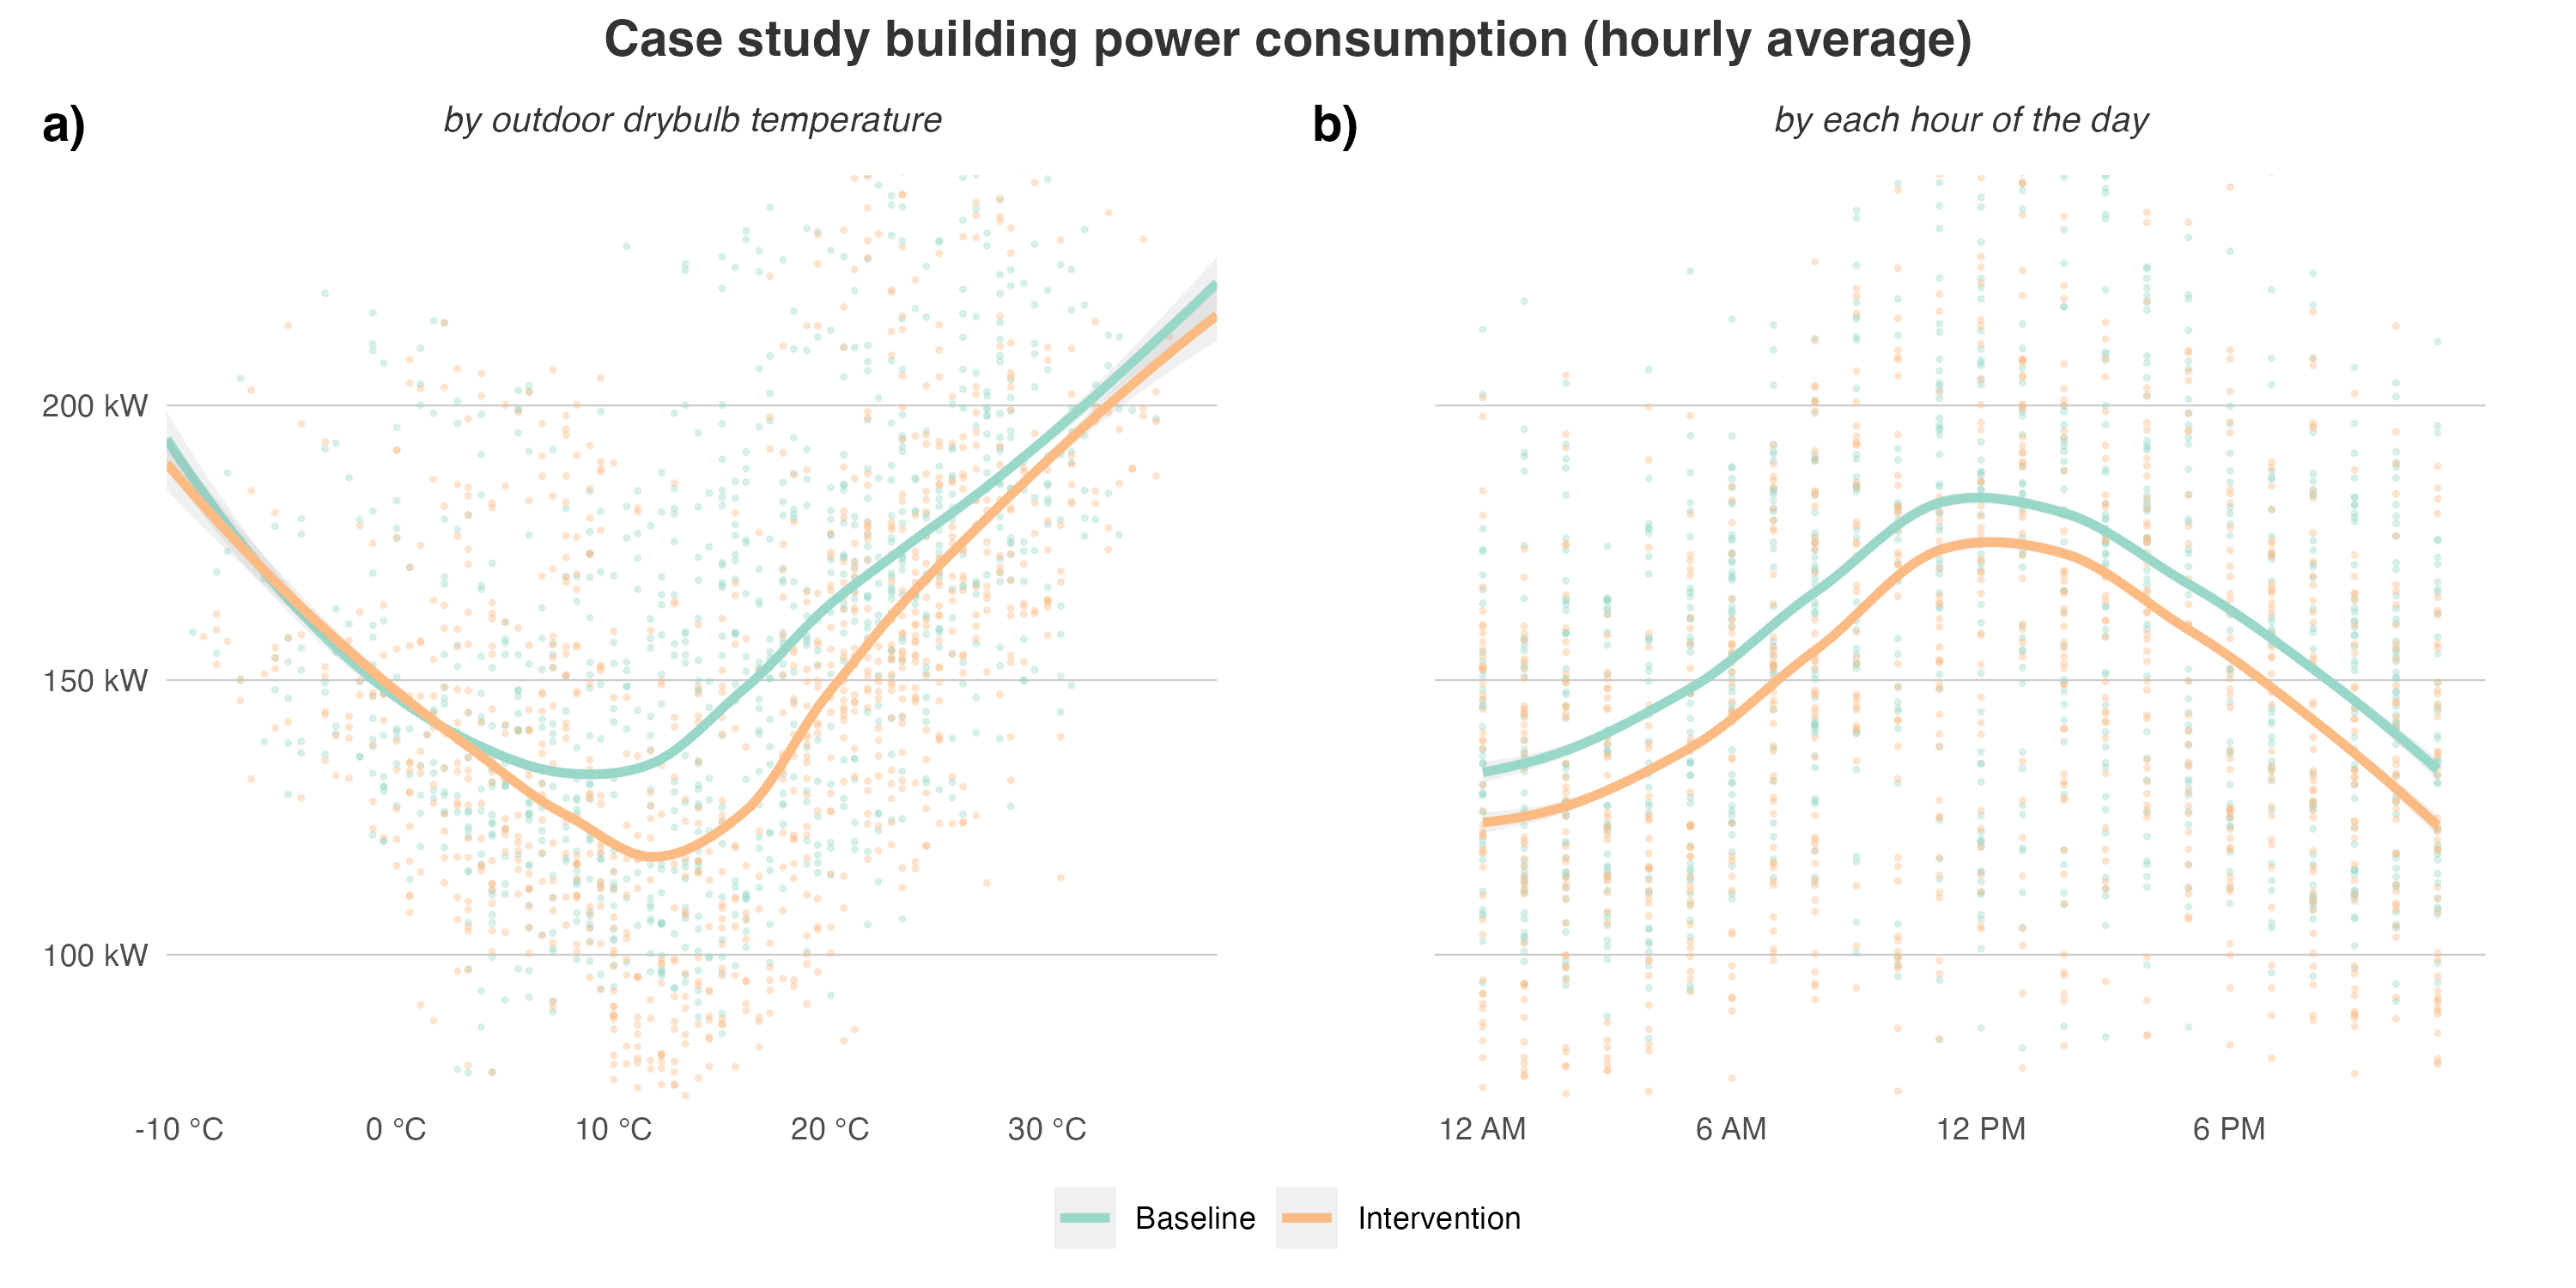 Case study building power consumption (hourly average)
a)
by outdoor drybulb temperature
200 kW
150 kW
100 kW
-10 °C 0 °C 10 °C 20 °C 30 °C
b)
by each hour of the day
12 AM 6 AM 12 PM 6 PM
Baseline Intervention